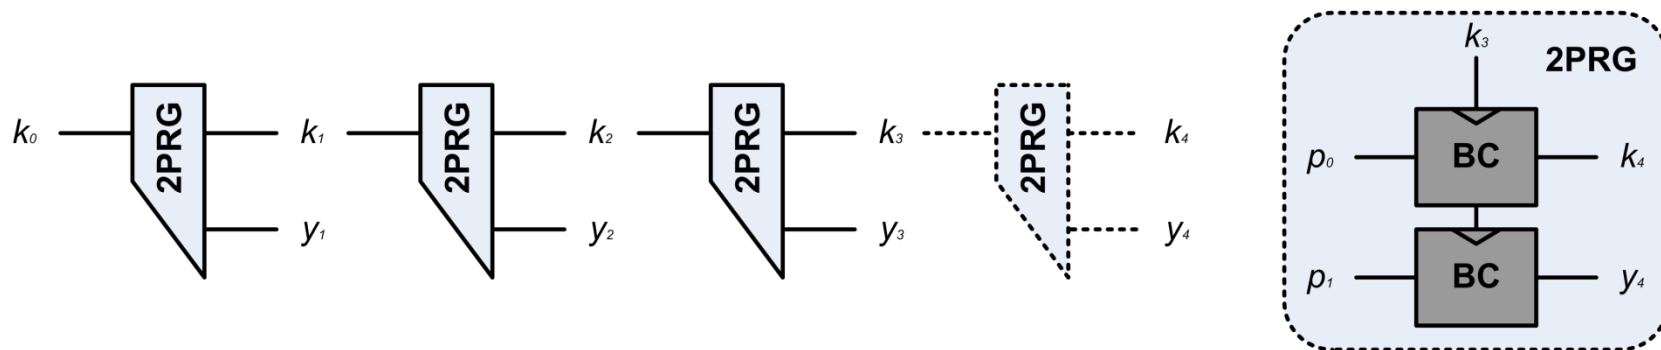 k₀ 2PRG k₁ 2PRG k₂ 2PRG k₃ 2PRG k₄
y₁ y₂ y₃ y₄
k₃ 2PRG
p₀ BC k₄
p₁ BC y₄